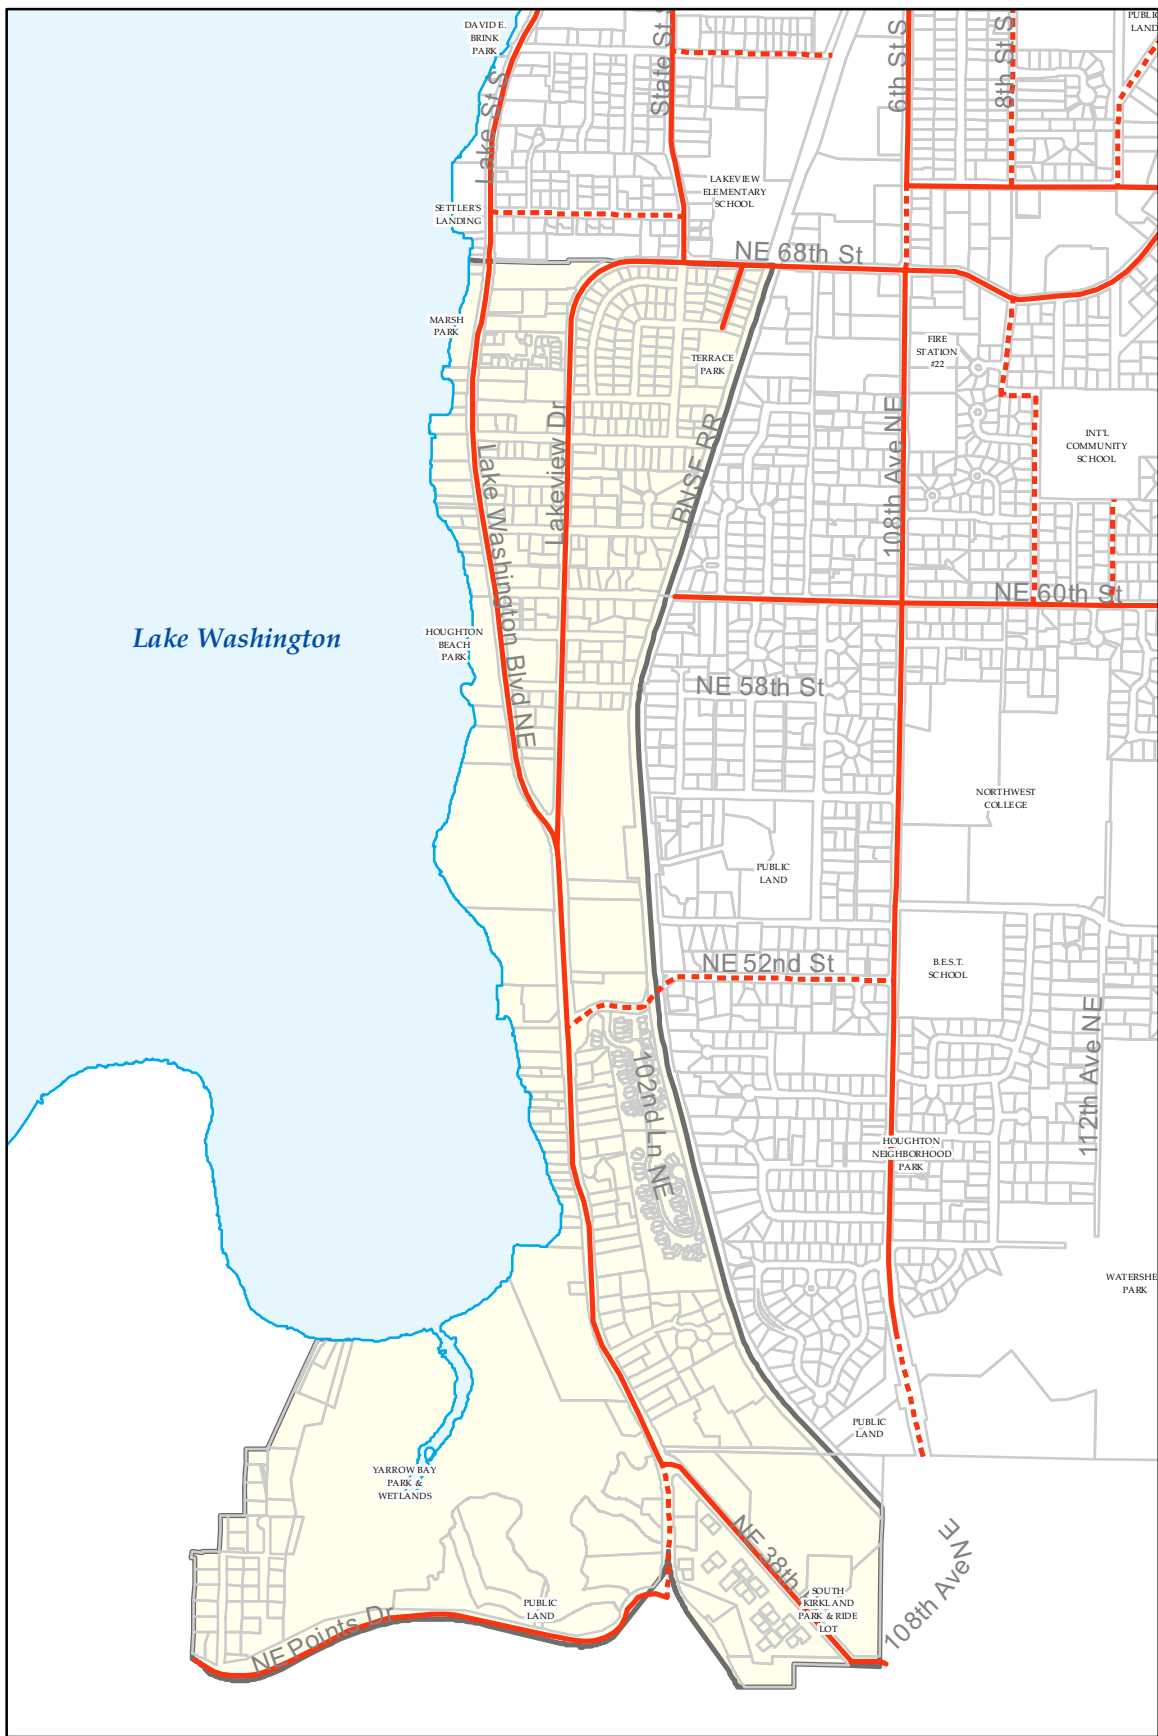 DAVID E.
BRINK
PARK
PUBLIC
LAND
Lake St S
State St S
6th St S
8th St S
LAKEVIEW
ELEMENTARY
SCHOOL
SETTLER'S
LANDING
NE 68th St
MARSH
PARK
FIRE
STATION
#22
TERRACE
PARK
Lakeview Dr
BNSF RR
108th Ave NE
INT'L
COMMUNITY
SCHOOL
Lake Washington Blvd NE
NE 60th St
Lake Washington
HOUGHTON
BEACH
PARK
NE 58th St
NORTHWEST
COLLEGE
PUBLIC
LAND
NE 52nd St
B.E.S.T.
SCHOOL
102nd Ln NE
112th Ave NE
HOUGHTON
NEIGHBORHOOD
PARK
WATERSHE
PARK
PUBLIC
LAND
YARROW BAY
PARK &
WETLANDS
NE 38th
108th Ave NE
SOUTH
KIRKLAND
PARK & RIDE
LOT
PUBLIC
LAND
NE Points Dr